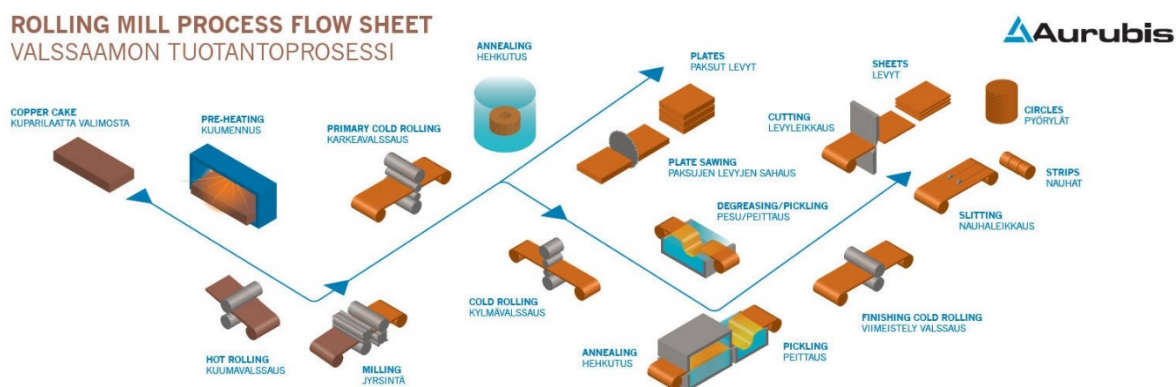 ROLLING MILL PROCESS FLOW SHEET
VALSSAAMON TUOTANTOPROSESSI
Aurubis
COPPER CAKE
KUPARILAATTA VALIMOSTA
PRE-HEATING
KUUMENNUS
HOT ROLLING
KUUMAVALSSAUS
MILLING
JYRSINTÄ
PRIMARY COLD ROLLING
KARKEAVALSSAUS
ANNEALING
HEHKUTUS
PLATES
PAKSUT LEVYT
PLATE SAWING
PAKSUJEN LEVYJEN SAHAUS
COLD ROLLING
KYLMÄVALSSAUS
DEGREASING/PICKLING
PESU/PEITTAUS
ANNEALING
HEHKUTUS
PICKLING
PEITTAUS
FINISHING COLD ROLLING
VIIMEISTELY VALSSAUS
CUTTING
LEVYLEIKKAUS
SHEETS
LEVYT
CIRCLES
PYÖRYLÄT
STRIPS
NAUHAT
SLITTING
NAUHALEIKKAUS